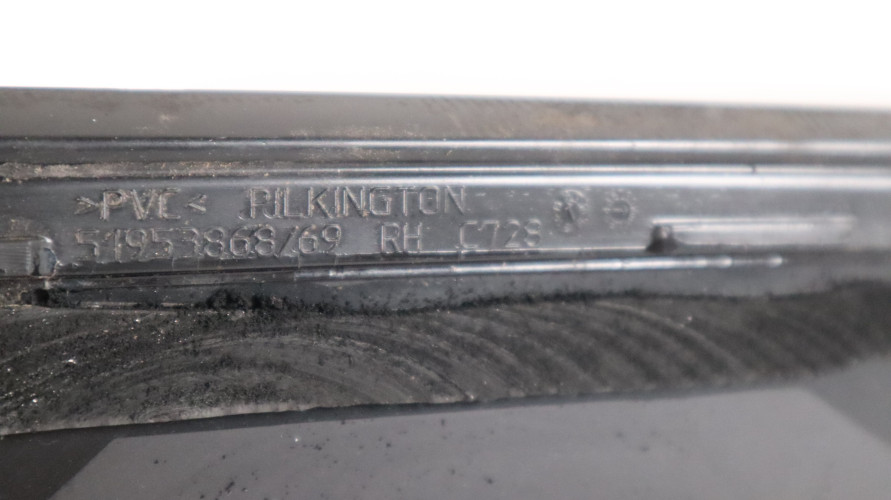 >PVC< PILKINGTON
51953868/69 RH C728